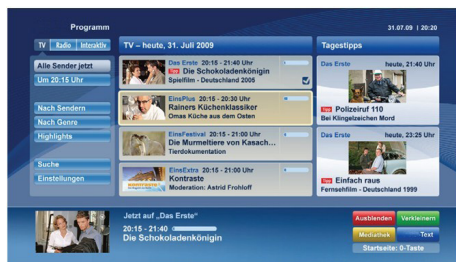 Programm
31.07.09 | 20:20
TV Radio Interaktiv
Alle Sender jetzt
Um 20:15 Uhr
Nach Sendern
Nach Genre
Highlights
Suche
Einstellungen
TV – heute, 31. Juli 2009
Das Erste 20:15 - 21:40 Uhr
Tipp Die Schokoladenkönigin
Spielfilm - Deutschland 2005
EinsPlus 20:15 - 20:30 Uhr
Rainers Küchenklassiker
Omas Küche aus dem Osten
EinsFestival 20:15 - 21:00 Uhr
Die Murmeltiere von Kasach...
Tierdokumentation
EinsExtra 20:15 - 21:00 Uhr
Kontraste
Moderation: Astrid Frohloff
Tagestipps
Das Erste heute, 21:40 Uhr
Tipp Polizeiruf 110
Bei Klingelzeichen Mord
Das Erste heute, 23:25 Uhr
Tipp Einfach raus
Fernsehfilm - Deutschland 1999
Jetzt auf „Das Erste“
20:15 - 21:40
Die Schokoladenkönigin
Ausblenden Verkleinern
Mediathek Text
Startseite: 0-Taste